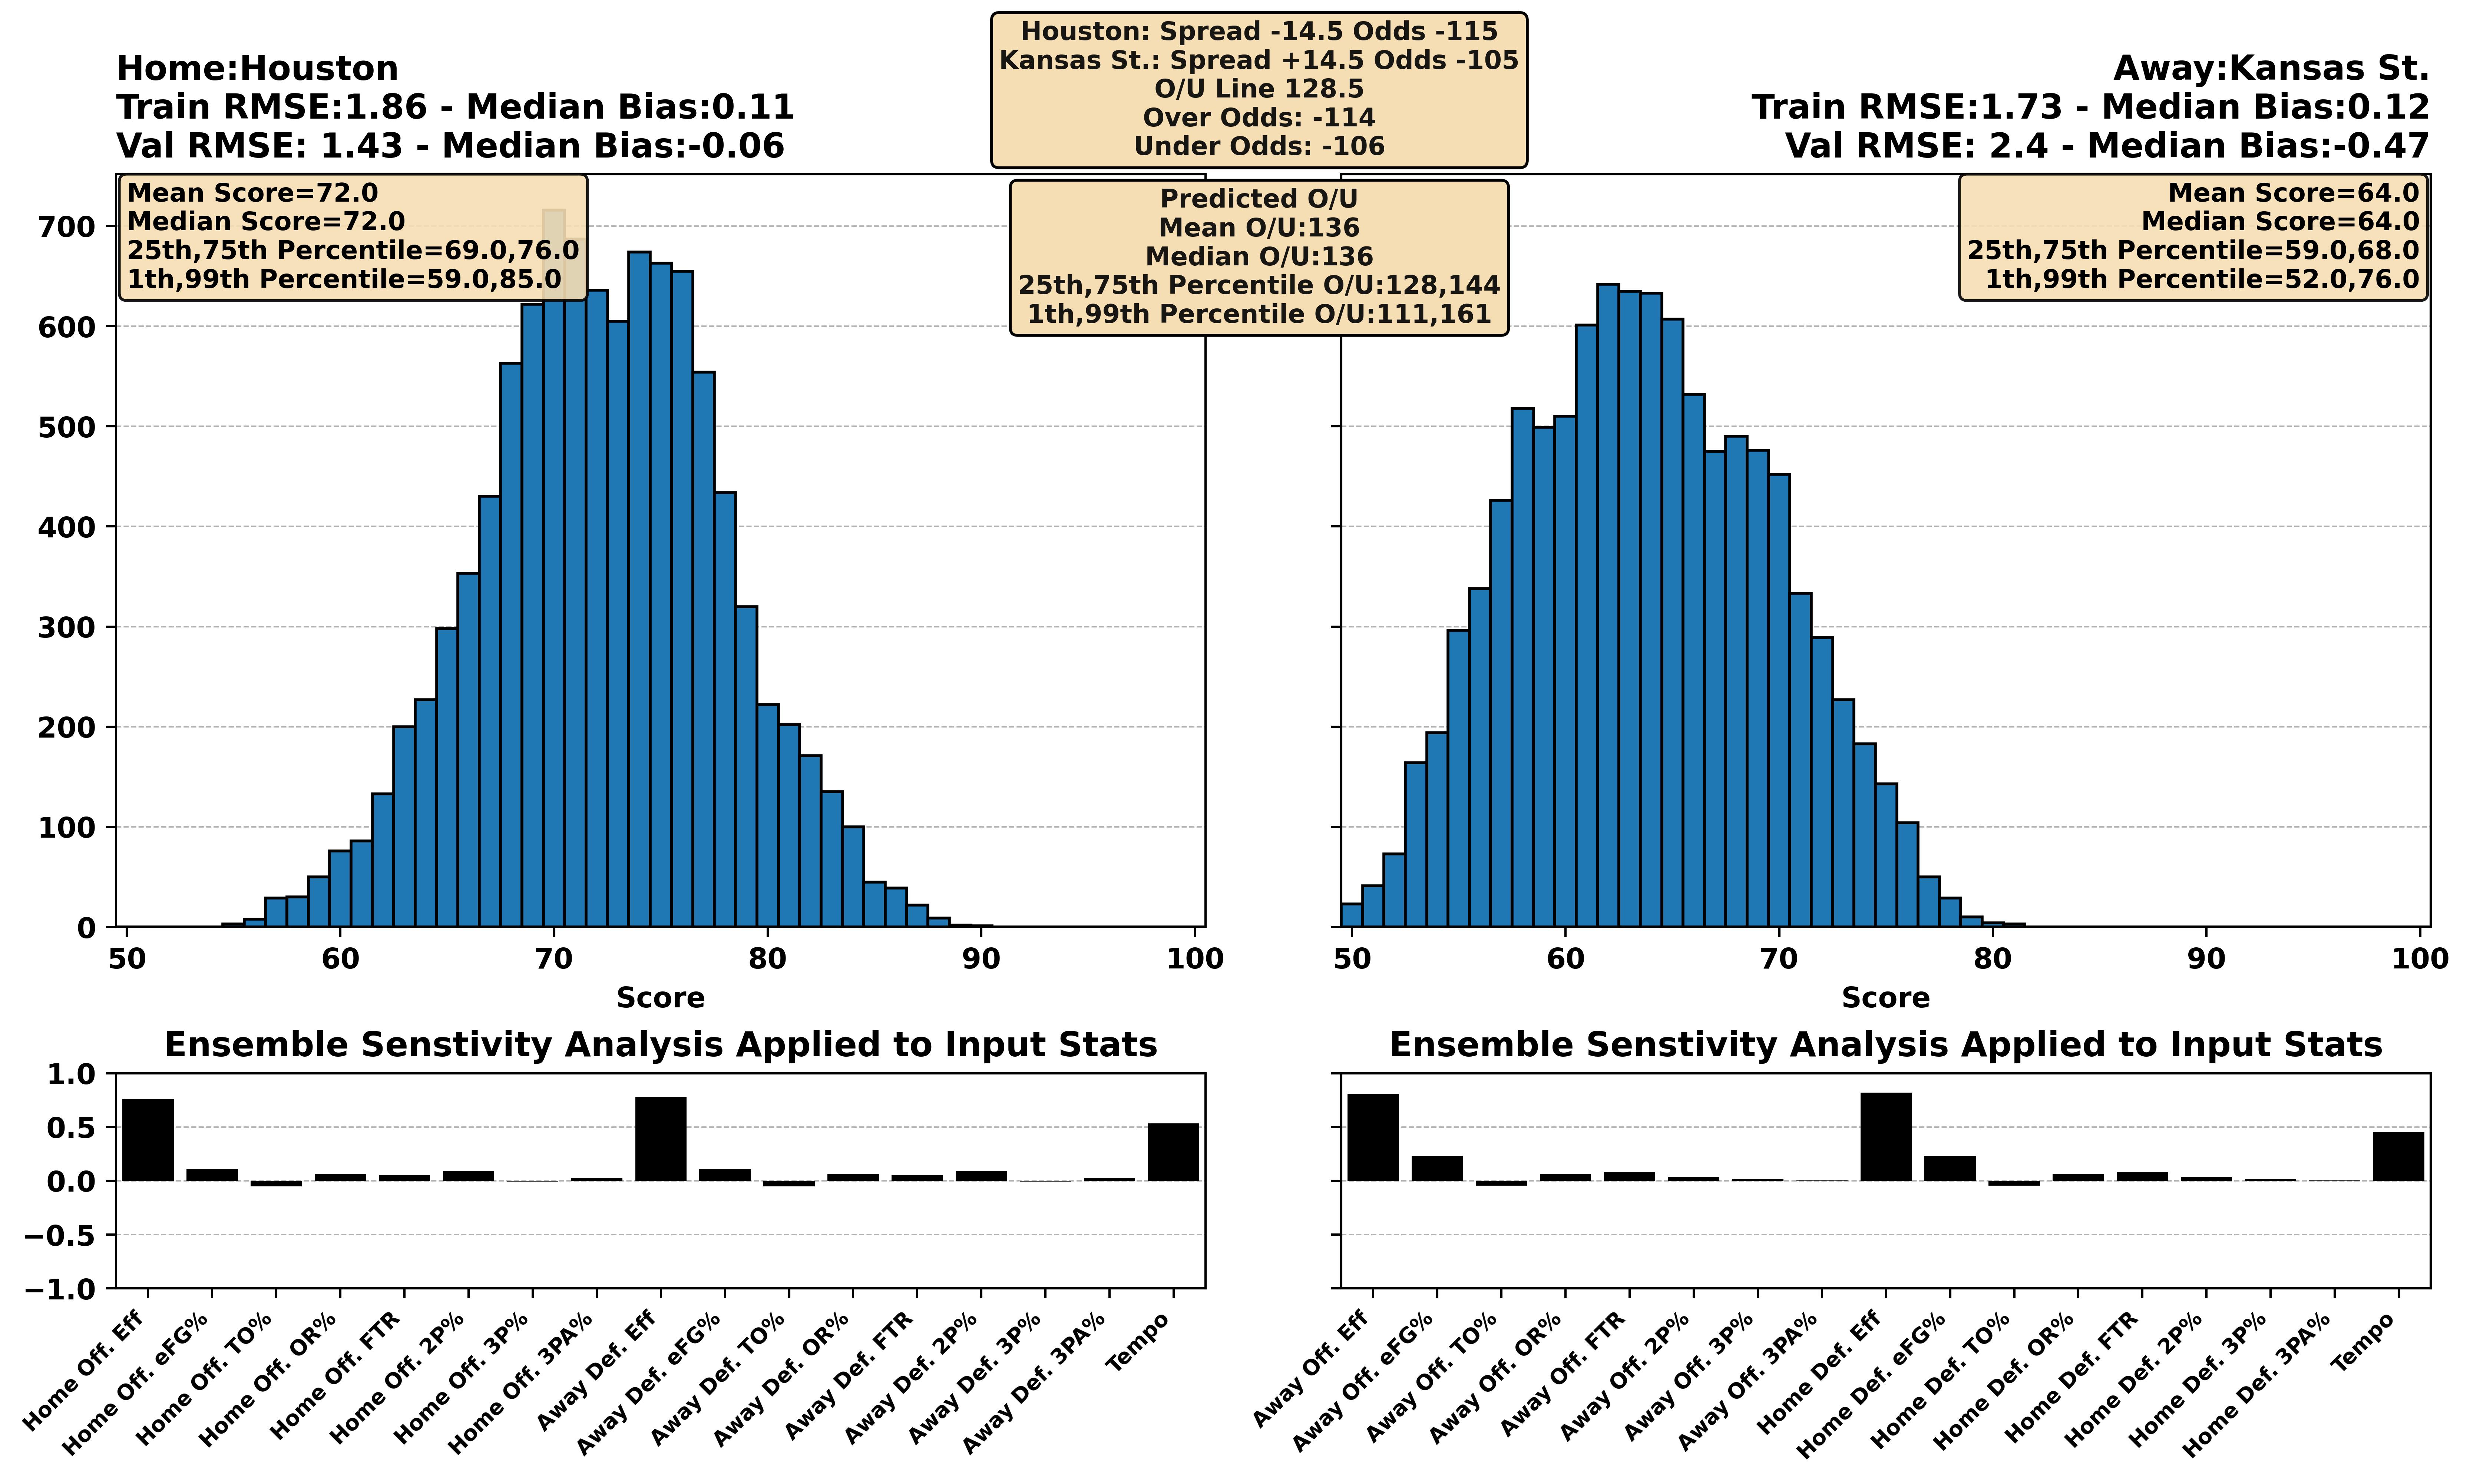 Houston: Spread -14.5 Odds -115
Kansas St.: Spread +14.5 Odds -105
O/U Line 128.5
Over Odds: -114
Under Odds: -106
Home:Houston
Train RMSE:1.86 - Median Bias:0.11
Val RMSE: 1.43 - Median Bias:-0.06
Away:Kansas St.
Train RMSE:1.73 - Median Bias:0.12
Val RMSE: 2.4 - Median Bias:-0.47
Mean Score=72.0
Median Score=72.0
25th,75th Percentile=69.0,76.0
1th,99th Percentile=59.0,85.0
Predicted O/U
Mean O/U:136
Median O/U:136
25th,75th Percentile O/U:128,144
1th,99th Percentile O/U:111,161
Mean Score=64.0
Median Score=64.0
25th,75th Percentile=59.0,68.0
1th,99th Percentile=52.0,76.0
700
600
500
400
300
200
100
0
50 60 70 80 90 100
Score
50 60 70 80 90 100
Score
Ensemble Senstivity Analysis Applied to Input Stats
1.0
0.5
0.0
−0.5
−1.0
Home Off. Eff
Home Off. eFG%
Home Off. TO%
Home Off. OR%
Home Off. FTR
Home Off. 2P%
Home Off. 3P%
Home Off. 3PA%
Away Def. Eff
Away Def. eFG%
Away Def. TO%
Away Def. OR%
Away Def. FTR
Away Def. 2P%
Away Def. 3P%
Away Def. 3PA%
Tempo
Ensemble Senstivity Analysis Applied to Input Stats
Away Off. Eff
Away Off. eFG%
Away Off. TO%
Away Off. OR%
Away Off. FTR
Away Off. 2P%
Away Off. 3P%
Away Off. 3PA%
Home Def. Eff
Home Def. eFG%
Home Def. TO%
Home Def. OR%
Home Def. FTR
Home Def. 2P%
Home Def. 3P%
Home Def. 3PA%
Tempo